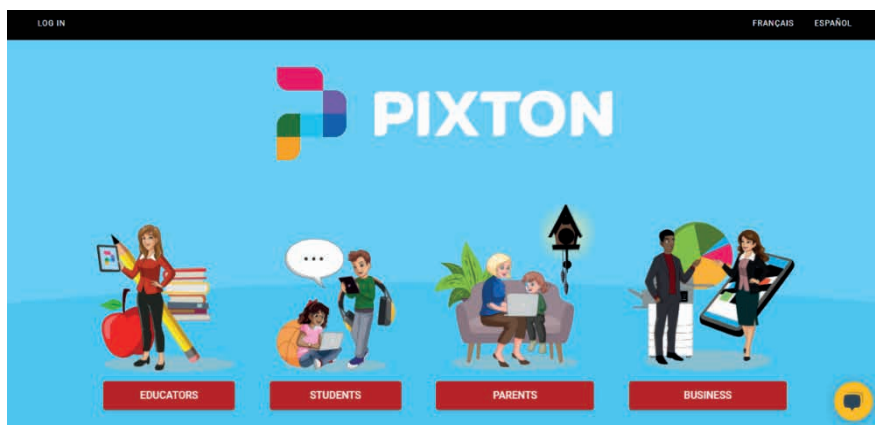 LOG IN
FRANÇAIS
ESPAÑOL
PIXTON
...
EDUCATORS
STUDENTS
PARENTS
BUSINESS